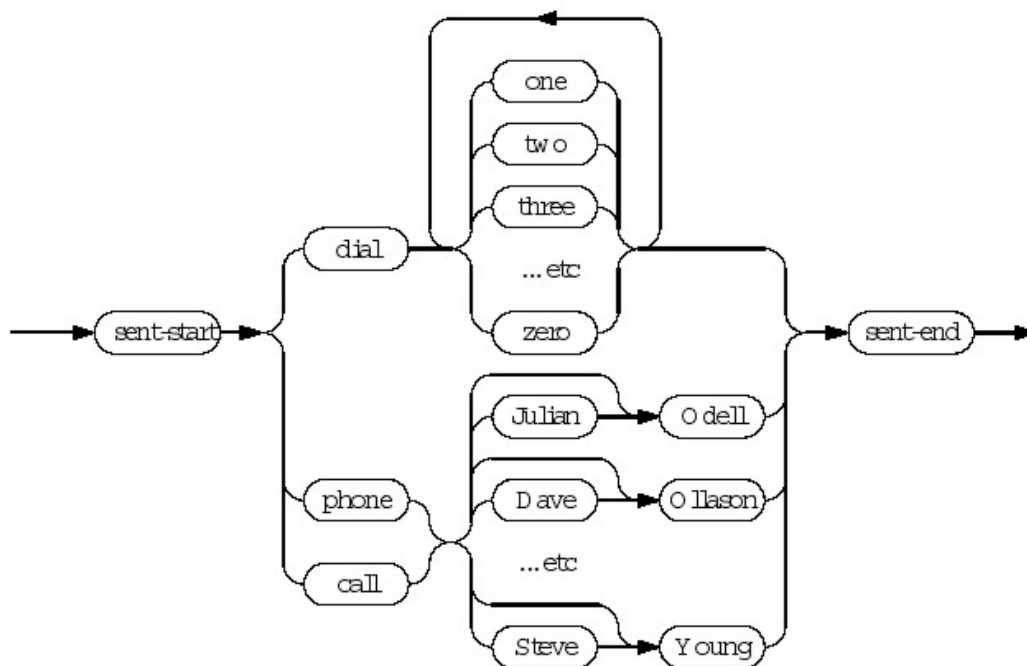 one
two
three
dial
...etc
sent-start
zero
sent-end
Julian
Odell
phone
Dave
Ollason
...etc
call
Steve
Young